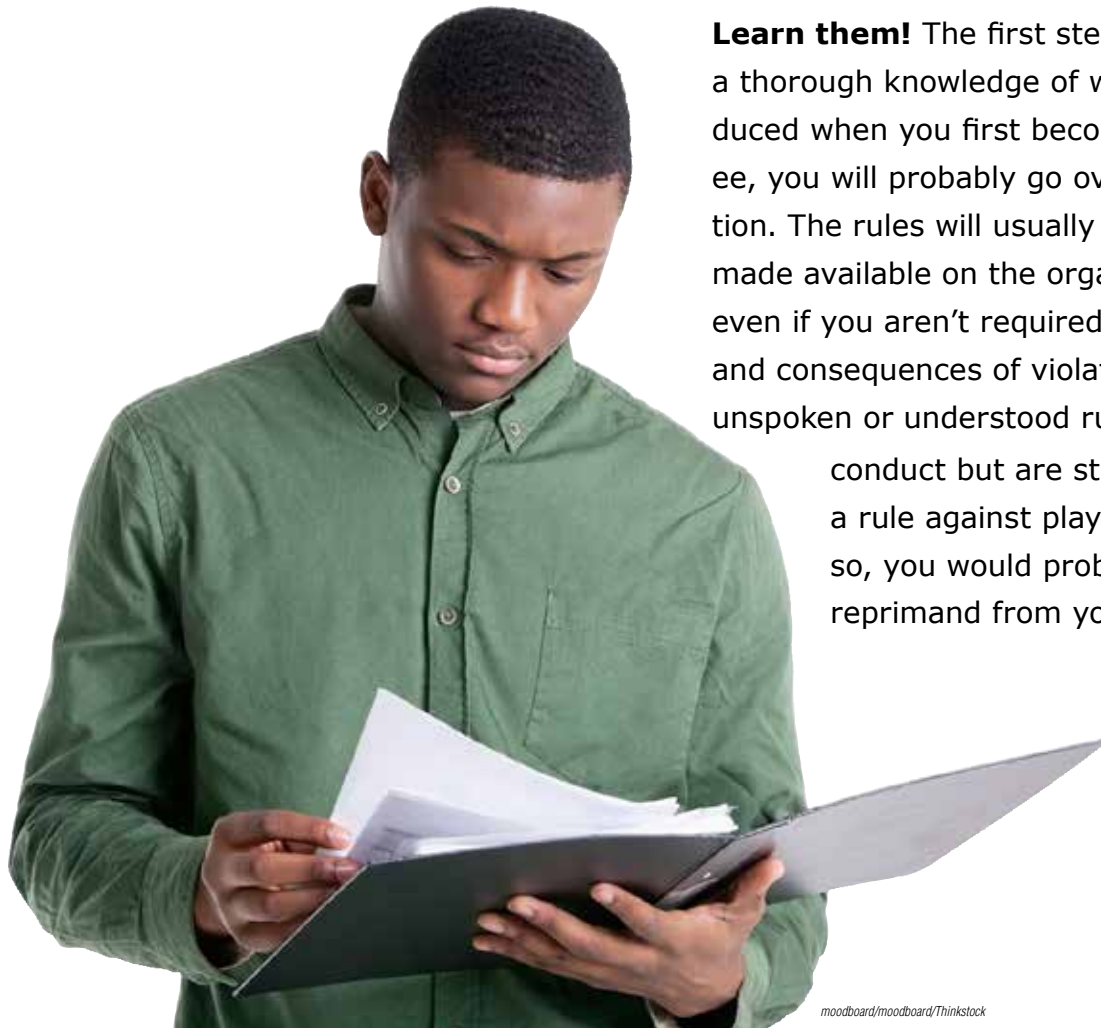 Learn them! The first ste
a thorough knowledge of w
duced when you first beco
ee, you will probably go ov
tion. The rules will usually
made available on the orga
even if you aren't required
and consequences of violat
unspoken or understood ru
conduct but are st
a rule against play
so, you would prob
reprimand from yo
moodboard/moodboard/Thinkstock